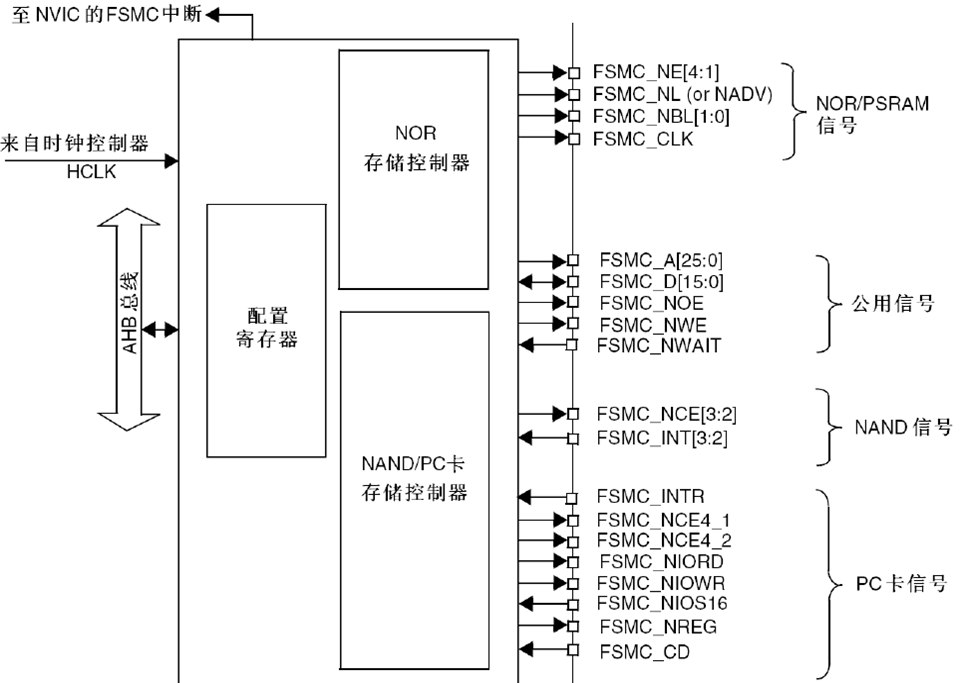 至 NVIC 的FSMC中断
来自时钟控制器
HCLK
AHB 总线
配置
寄存器
NOR
存储控制器
NAND/PC卡
存储控制器
FSMC_NE[4:1]
FSMC_NL (or NADV)
FSMC_NBL[1:0]
FSMC_CLK
NOR/PSRAM
信号
FSMC_A[25:0]
FSMC_D[15:0]
FSMC_NOE
FSMC_NWE
FSMC_NWAIT
公用信号
FSMC_NCE[3:2]
FSMC_INT[3:2]
NAND 信号
FSMC_INTR
FSMC_NCE4_1
FSMC_NCE4_2
FSMC_NIORD
FSMC_NIOWR
FSMC_NIOS16
FSMC_NREG
FSMC_CD
PC卡信号